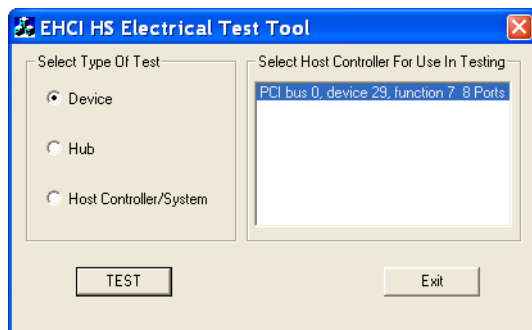 EHCI HS Electrical Test Tool
Select Type Of Test
Device
Hub
Host Controller/System
Select Host Controller For Use In Testing
PCI bus 0, device 29, function 7  8 Ports
TEST
Exit